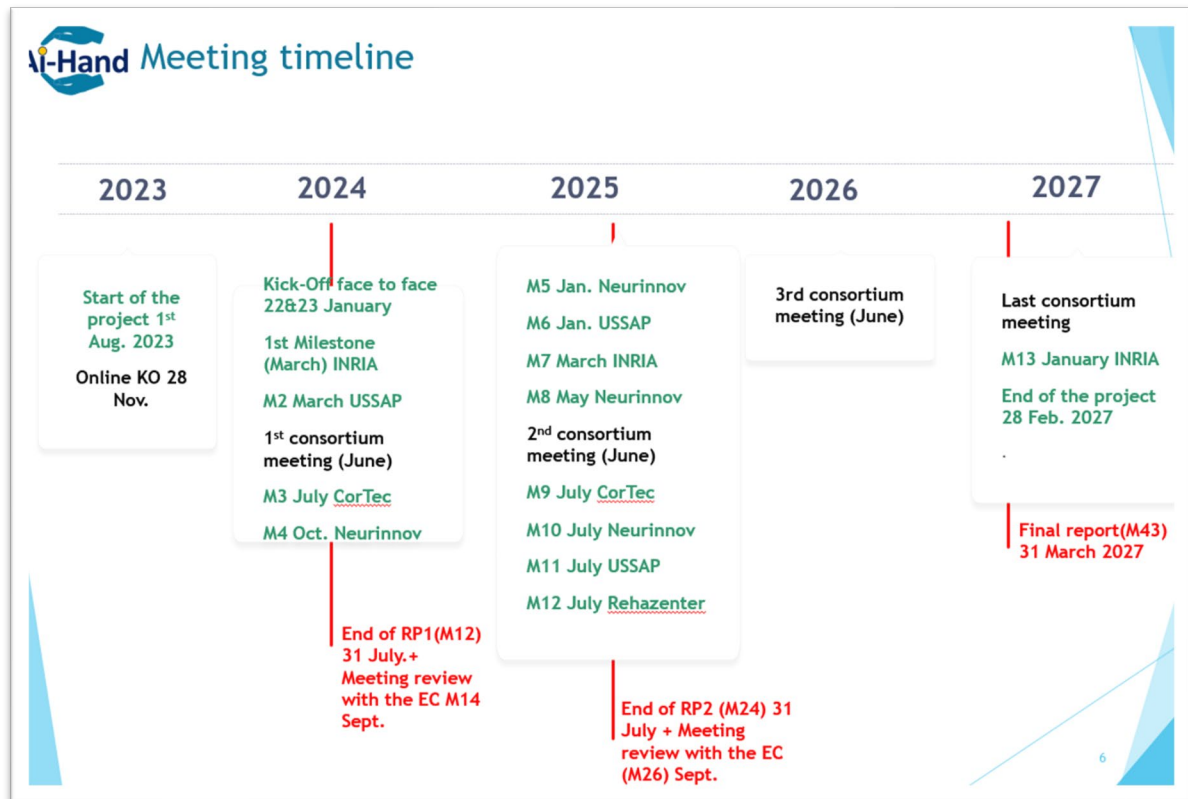 Ai-Hand Meeting timeline
2023
2024
2025
2026
2027
Start of the
project 1st
Aug. 2023
Online KO 28
Nov.
Kick-Off face to face
22&23 January
1st Milestone
(March) INRIA
M2 March USSAP
1st consortium
meeting (June)
M3 July CorTec
M4 Oct. Neurinnov
End of RP1(M12)
31 July.+
Meeting review
with the EC M14
Sept.
M5 Jan. Neurinnov
M6 Jan. USSAP
M7 March INRIA
M8 May Neurinnov
2nd consortium
meeting (June)
M9 July CorTec
M10 July Neurinnov
M11 July USSAP
M12 July Rehazenter
End of RP2 (M24) 31
July + Meeting
review with the EC
(M26) Sept.
3rd consortium
meeting (June)
Last consortium
meeting
M13 January INRIA
End of the project
28 Feb. 2027
.
Final report(M43)
31 March 2027
6